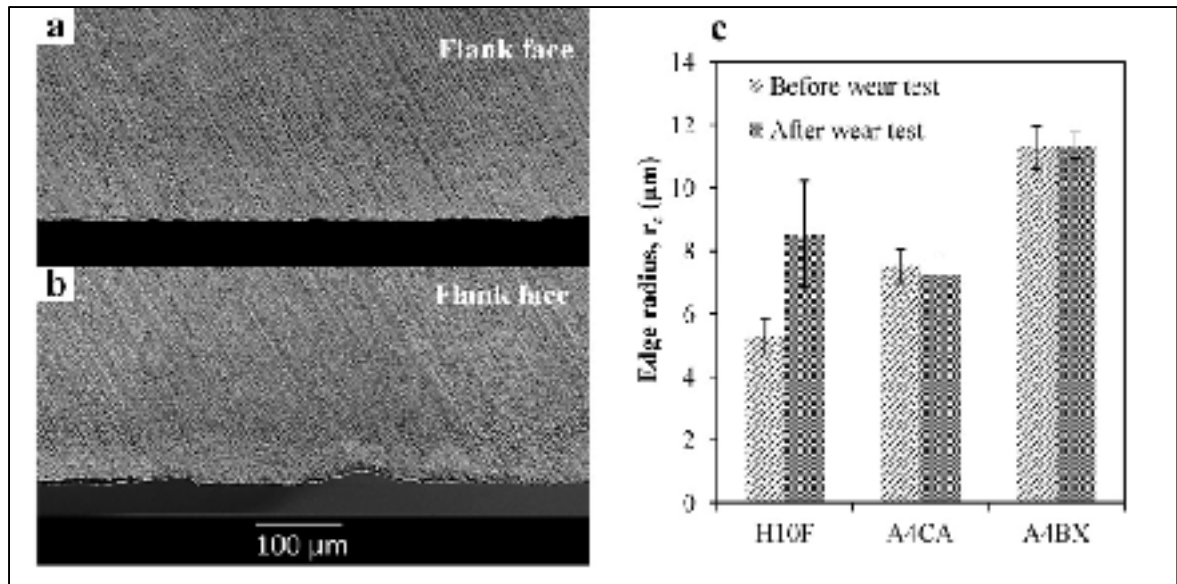 a
Flank face
b
Flank face
100 µm
c
Edge radius, rₑ (µm)
14
12
10
8
6
4
2
0
Before wear test
After wear test
H10F
A4CA
A4BX